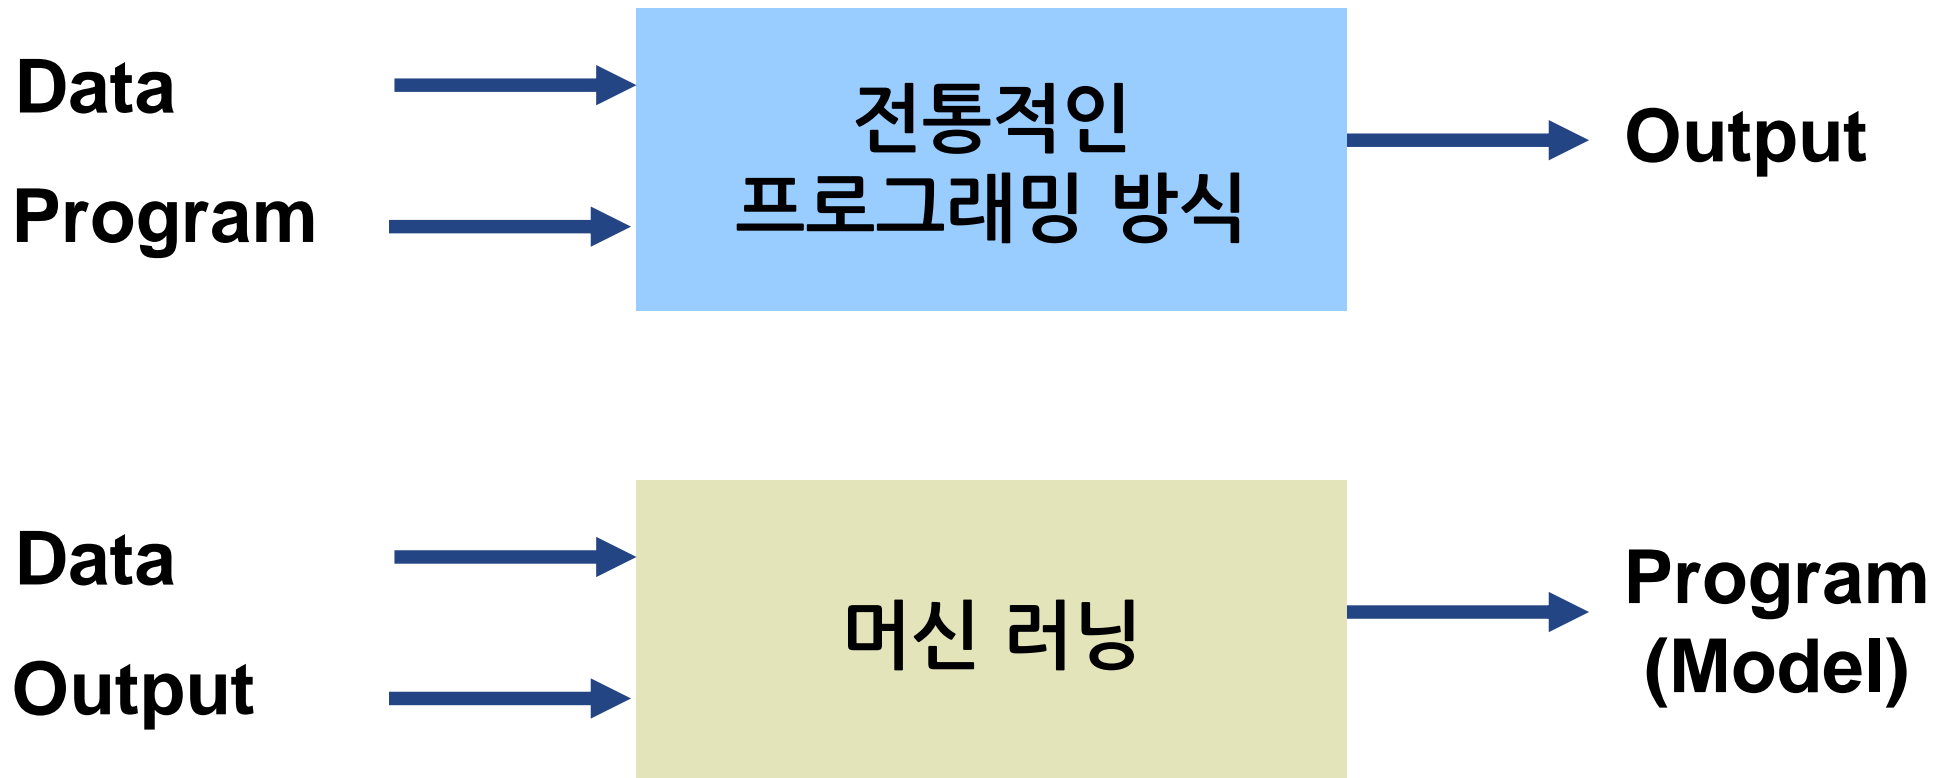 Data
Program
전통적인
프로그래밍 방식
Output
Data
Output
머신 러닝
Program
(Model)